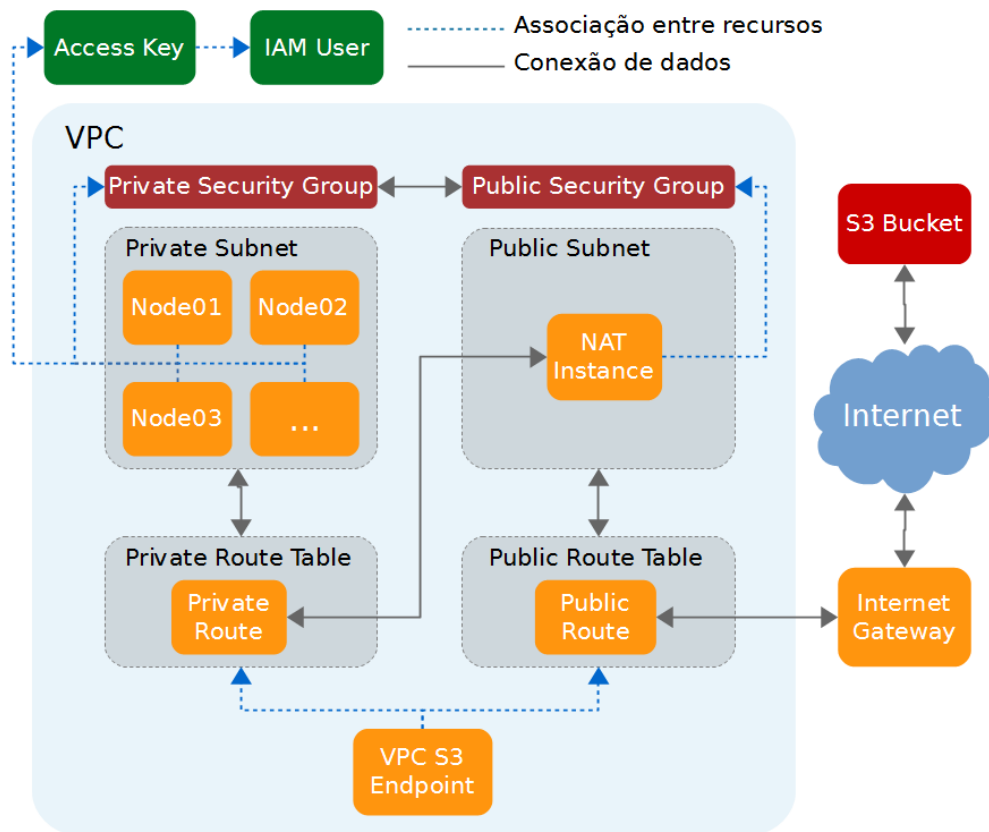 Access Key
IAM User
Associação entre recursos
Conexão de dados
VPC
Private Security Group
Public Security Group
Private Subnet
Node01
Node02
Node03
...
Public Subnet
NAT
Instance
S3 Bucket
Internet
Private Route Table
Private
Route
Public Route Table
Public
Route
Internet
Gateway
VPC S3
Endpoint